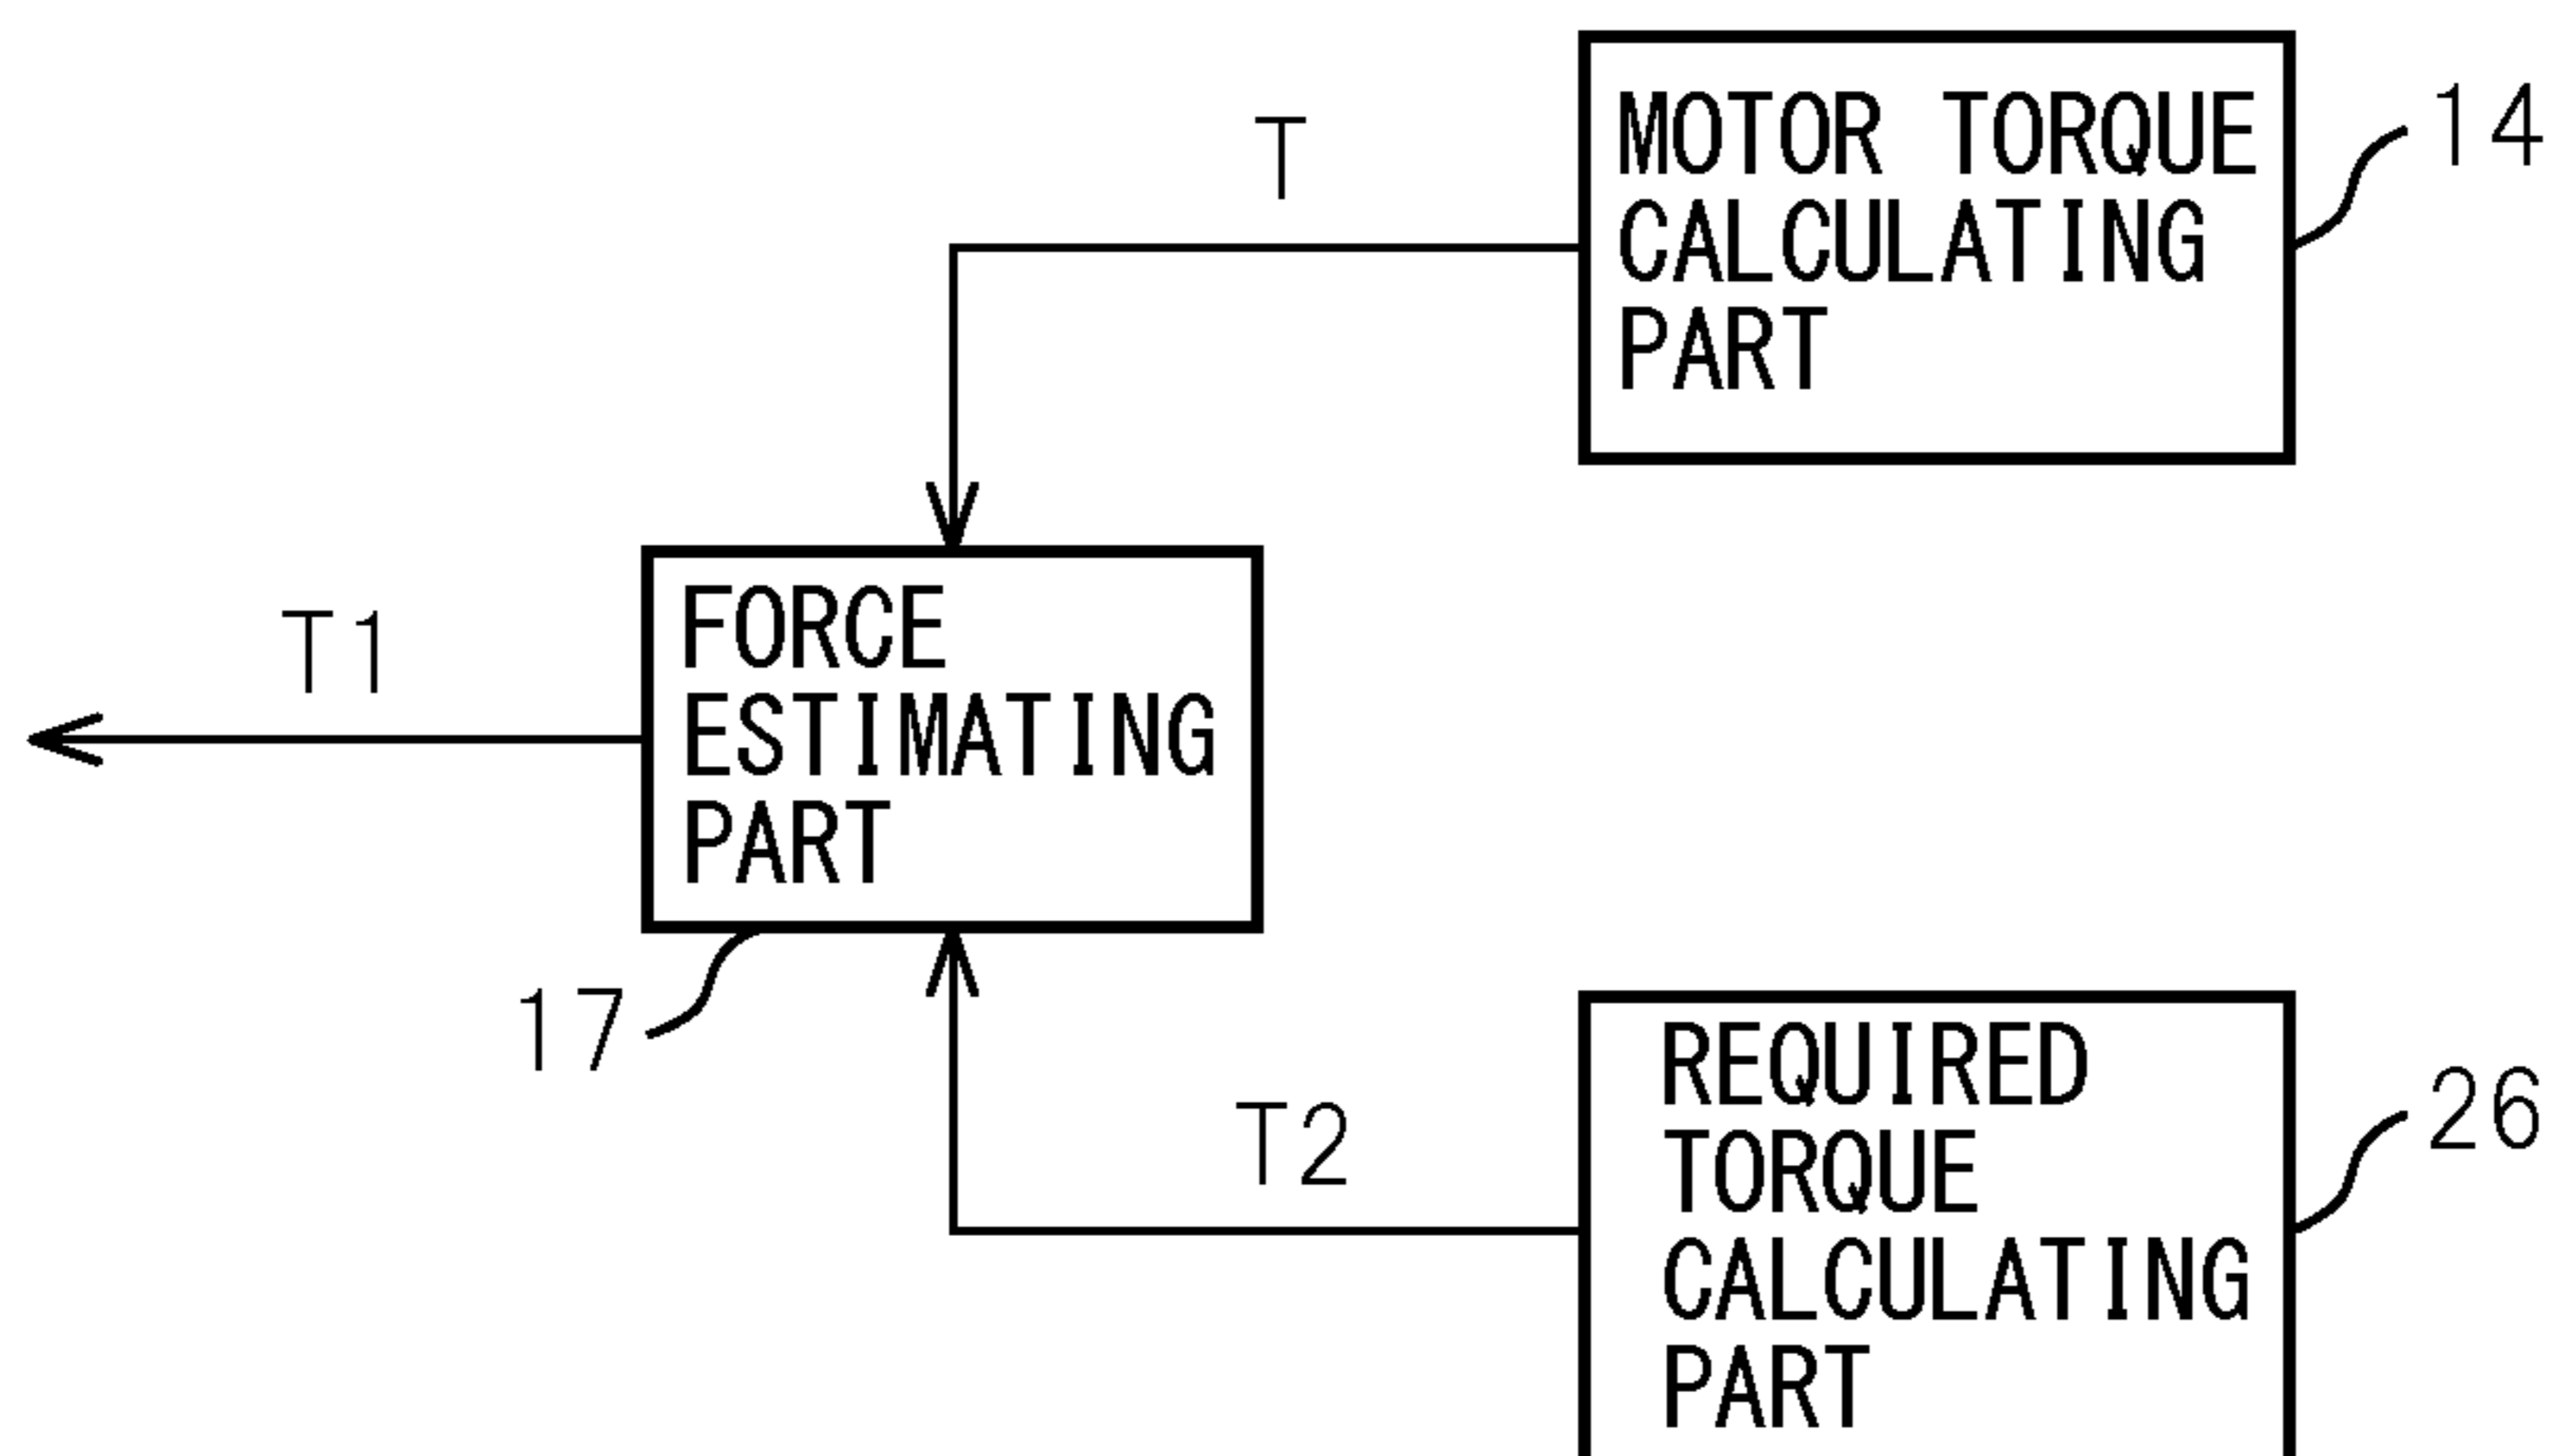 MOTOR TORQUE
CALCULATING
PART
14
T
FORCE
ESTIMATING
PART
T1
17
REQUIRED
TORQUE
CALCULATING
PART
26
T2